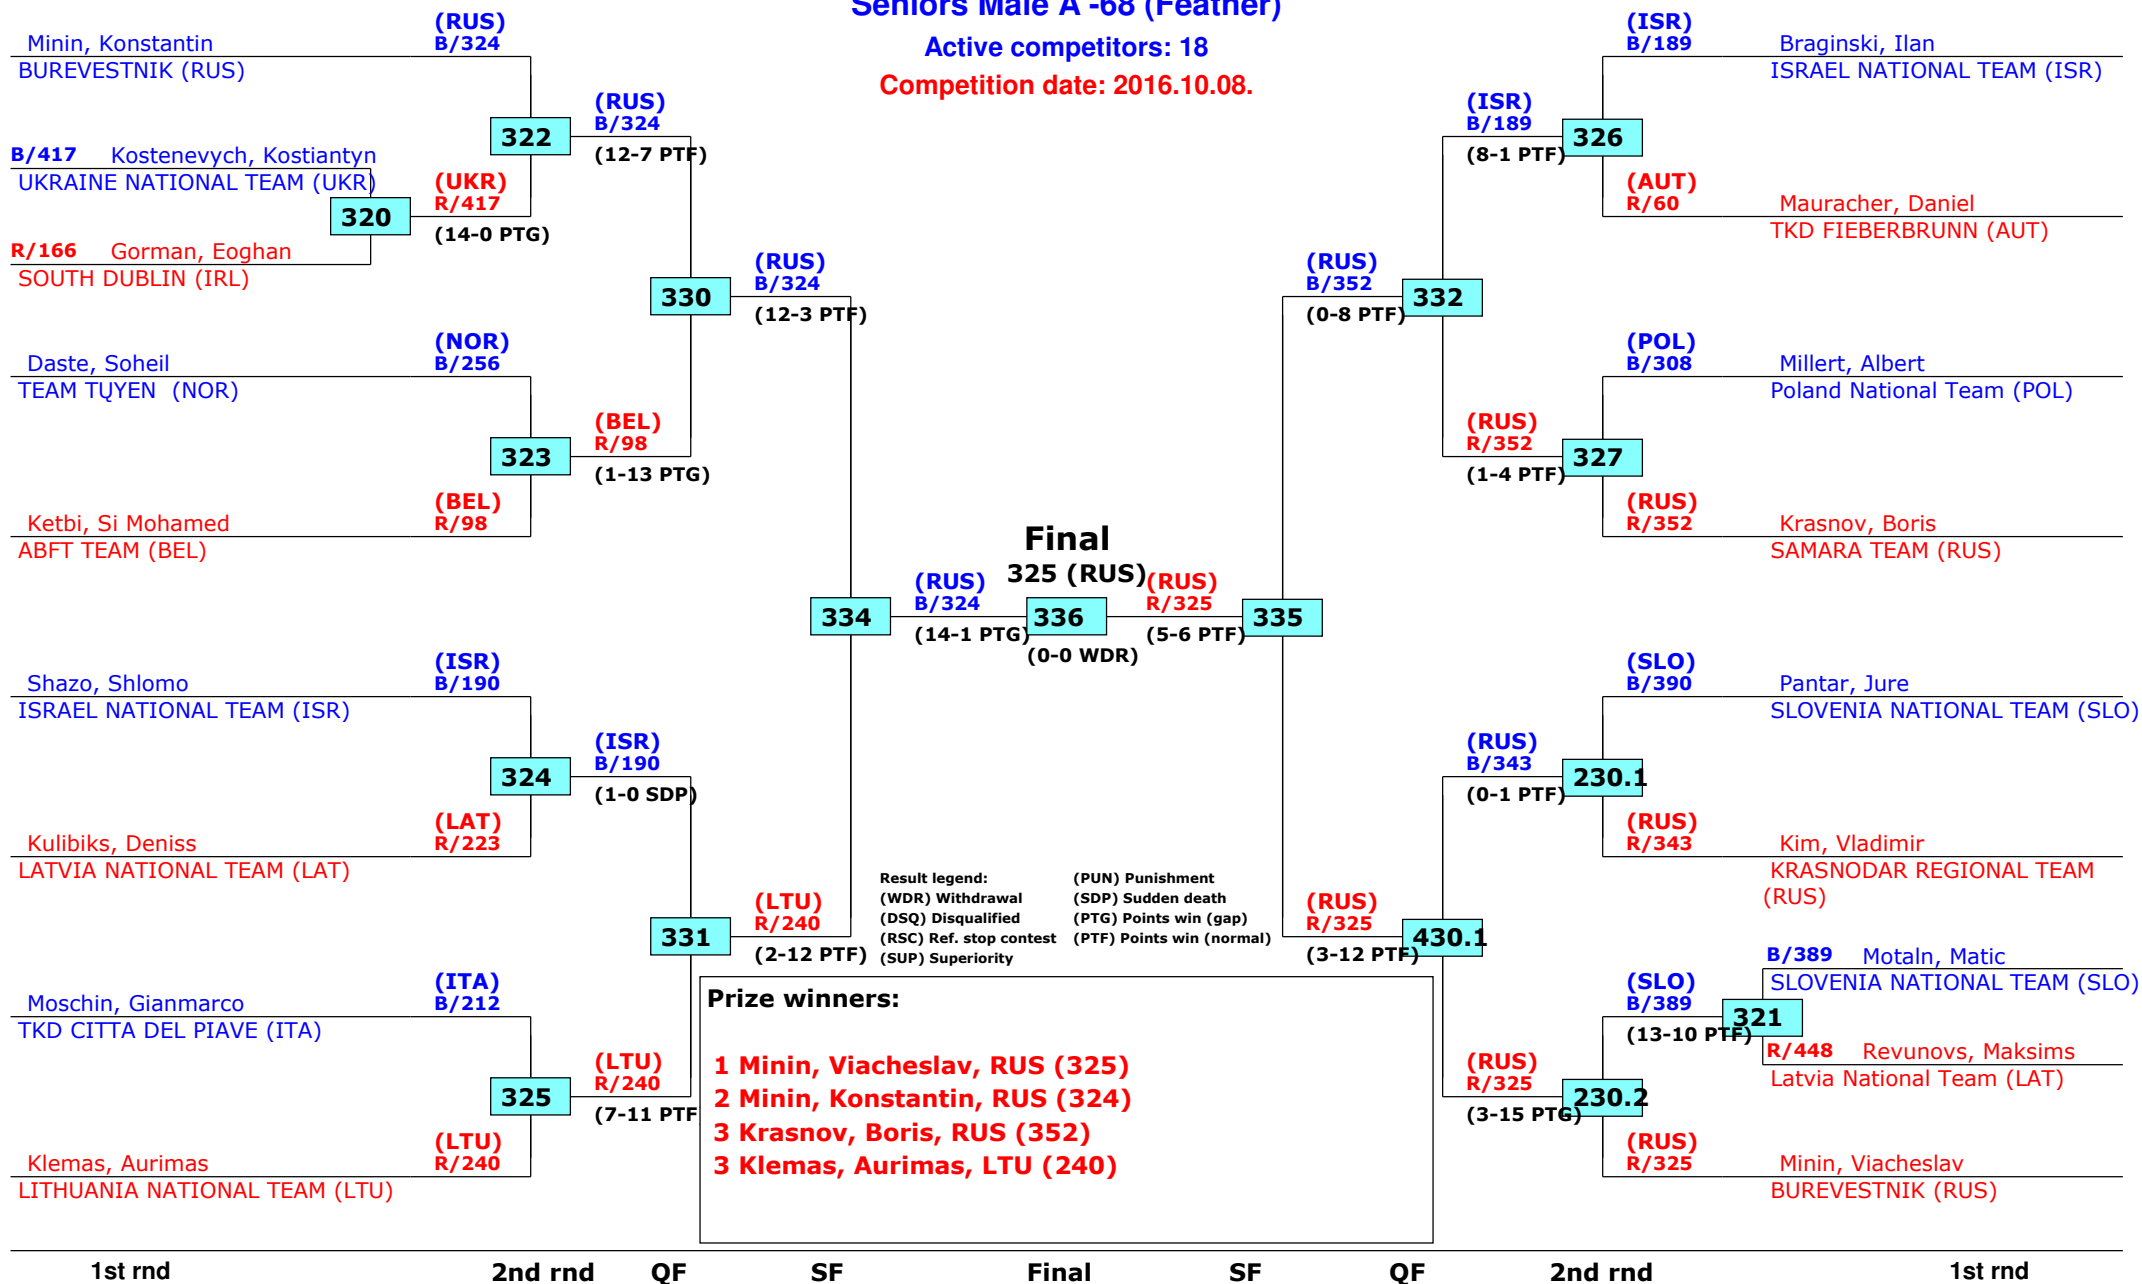 Seniors Male A -68 (Feather)
Active competitors: 18
Competition date: 2016.10.08.
Minin, Konstantin
BUREVESTNIK (RUS)
(RUS)
B/324
322
(RUS)
B/324
(12-7 PTF)
B/417 Kostenevych, Kostiantyn
UKRAINE NATIONAL TEAM (UKR)
320
(UKR)
R/417
(14-0 PTG)
R/166 Gorman, Eoghan
SOUTH DUBLIN (IRL)
330
(RUS)
B/324
(12-3 PTF)
Daste, Soheil
TEAM TỤYEN (NOR)
(NOR)
B/256
323
(BEL)
R/98
(1-13 PTG)
Ketbi, Si Mohamed
ABFT TEAM (BEL)
(BEL)
R/98
334
(RUS)
B/324
(14-1 PTG)
Shazo, Shlomo
ISRAEL NATIONAL TEAM (ISR)
(ISR)
B/190
324
(ISR)
B/190
(1-0 SDP)
Kulibiks, Deniss
LATVIA NATIONAL TEAM (LAT)
(LAT)
R/223
331
(LTU)
R/240
(2-12 PTF)
Moschin, Gianmarco
TKD CITTA DEL PIAVE (ITA)
(ITA)
B/212
325
(LTU)
R/240
(7-11 PTF
Klemas, Aurimas
LITHUANIA NATIONAL TEAM (LTU)
(LTU)
R/240
Final
325 (RUS)
336
(0-0 WDR)
(RUS)
R/325
(5-6 PTF)
335
(ISR)
B/189
Braginski, Ilan
ISRAEL NATIONAL TEAM (ISR)
(ISR)
B/189
(8-1 PTF)
326
(AUT)
R/60
Mauracher, Daniel
TKD FIEBERBRUNN (AUT)
(RUS)
B/352
(0-8 PTF)
332
(POL)
B/308
Millert, Albert
Poland National Team (POL)
(RUS)
R/352
(1-4 PTF)
327
(RUS)
R/352
Krasnov, Boris
SAMARA TEAM (RUS)
(SLO)
B/390
Pantar, Jure
SLOVENIA NATIONAL TEAM (SLO)
(RUS)
B/343
(0-1 PTF)
230.1
(RUS)
R/343
Kim, Vladimir
KRASNODAR REGIONAL TEAM
(RUS)
(RUS)
R/325
(3-12 PTF)
430.1
B/389 Motaln, Matic
SLOVENIA NATIONAL TEAM (SLO)
(SLO)
B/389
(13-10 PTF)
321
R/448 Revunovs, Maksims
Latvia National Team (LAT)
(RUS)
R/325
(3-15 PTG)
230.2
(RUS)
R/325
Minin, Viacheslav
BUREVESTNIK (RUS)
Result legend:
(WDR) Withdrawal
(DSQ) Disqualified
(RSC) Ref. stop contest
(SUP) Superiority
(PUN) Punishment
(SDP) Sudden death
(PTG) Points win (gap)
(PTF) Points win (normal)
Prize winners:
1 Minin, Viacheslav, RUS (325)
2 Minin, Konstantin, RUS (324)
3 Krasnov, Boris, RUS (352)
3 Klemas, Aurimas, LTU (240)
1st rnd 2nd rnd QF SF Final SF QF 2nd rnd 1st rnd